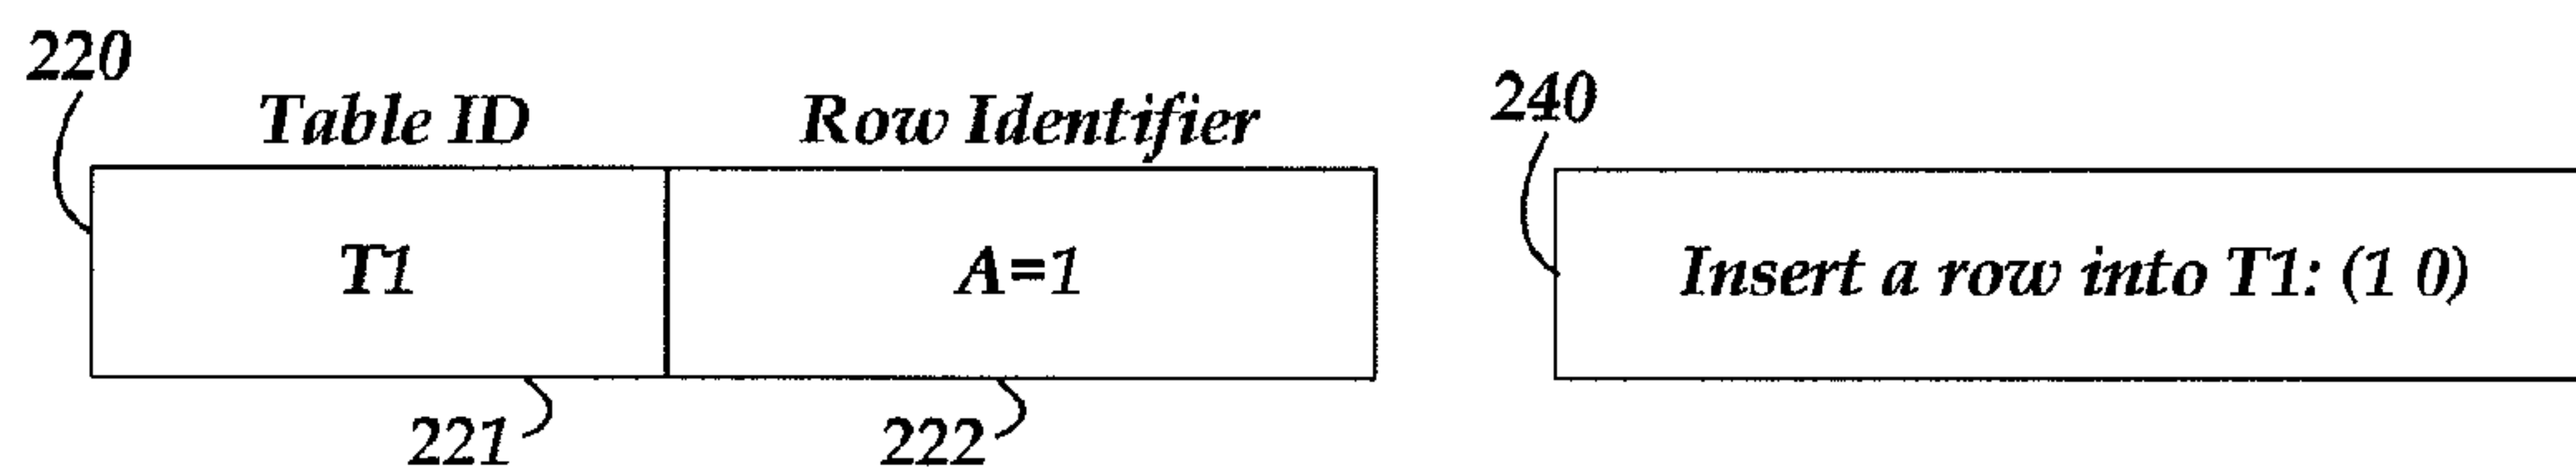 220
240
Table ID
Row Identifier
T1
A=1
Insert a row into T1: (1 0)
221
222